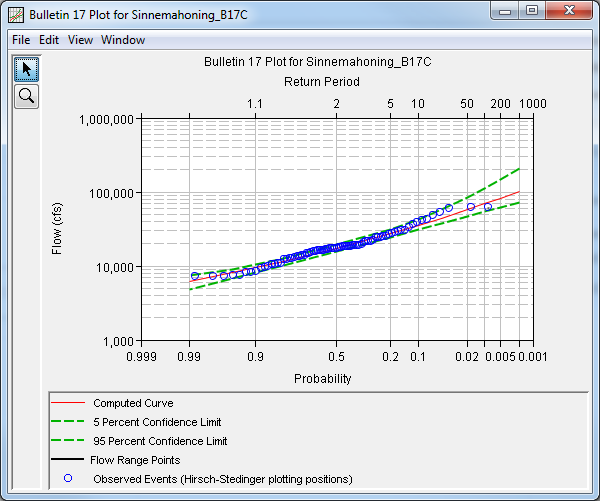 Bulletin 17 Plot for Sinnemahoning_B17C
File Edit View Window
Bulletin 17 Plot for Sinnemahoning_B17C
Return Period
1.1 2 5 10 50 200 1000
1,000,000
100,000
10,000
1,000
Flow (cfs)
0.999 0.99 0.9 0.5 0.2 0.1 0.02 0.005 0.001
Probability
Computed Curve
5 Percent Confidence Limit
95 Percent Confidence Limit
Flow Range Points
Observed Events (Hirsch-Stedinger plotting positions)